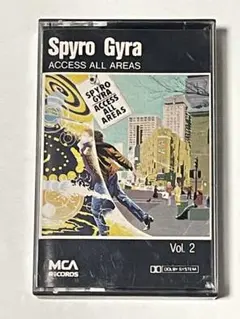 Spyro Gyra
ACCESS ALL AREAS
SPYRO
GYRA
ACCESS
ALL
AREAS
Vol. 2
MCA
RECORDS
DOLBY SYSTEM